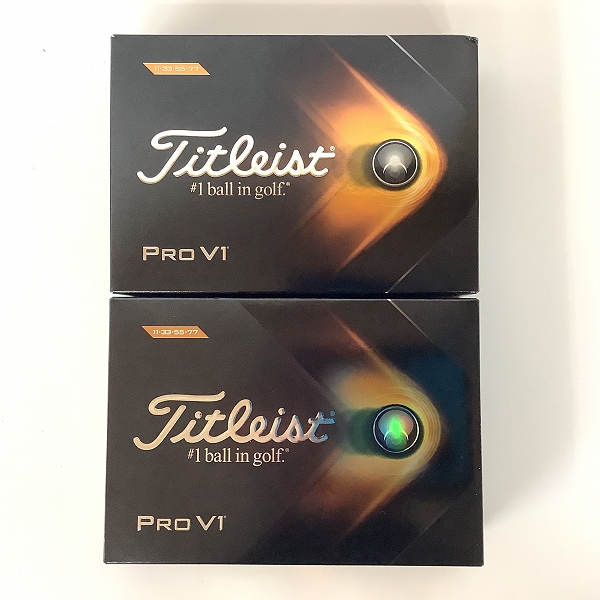 11·33·55·77
Titleist®
#1 ball in golf.®
PRO V1®
11·33·55·77
Titleist®
#1 ball in golf.®
PRO V1®